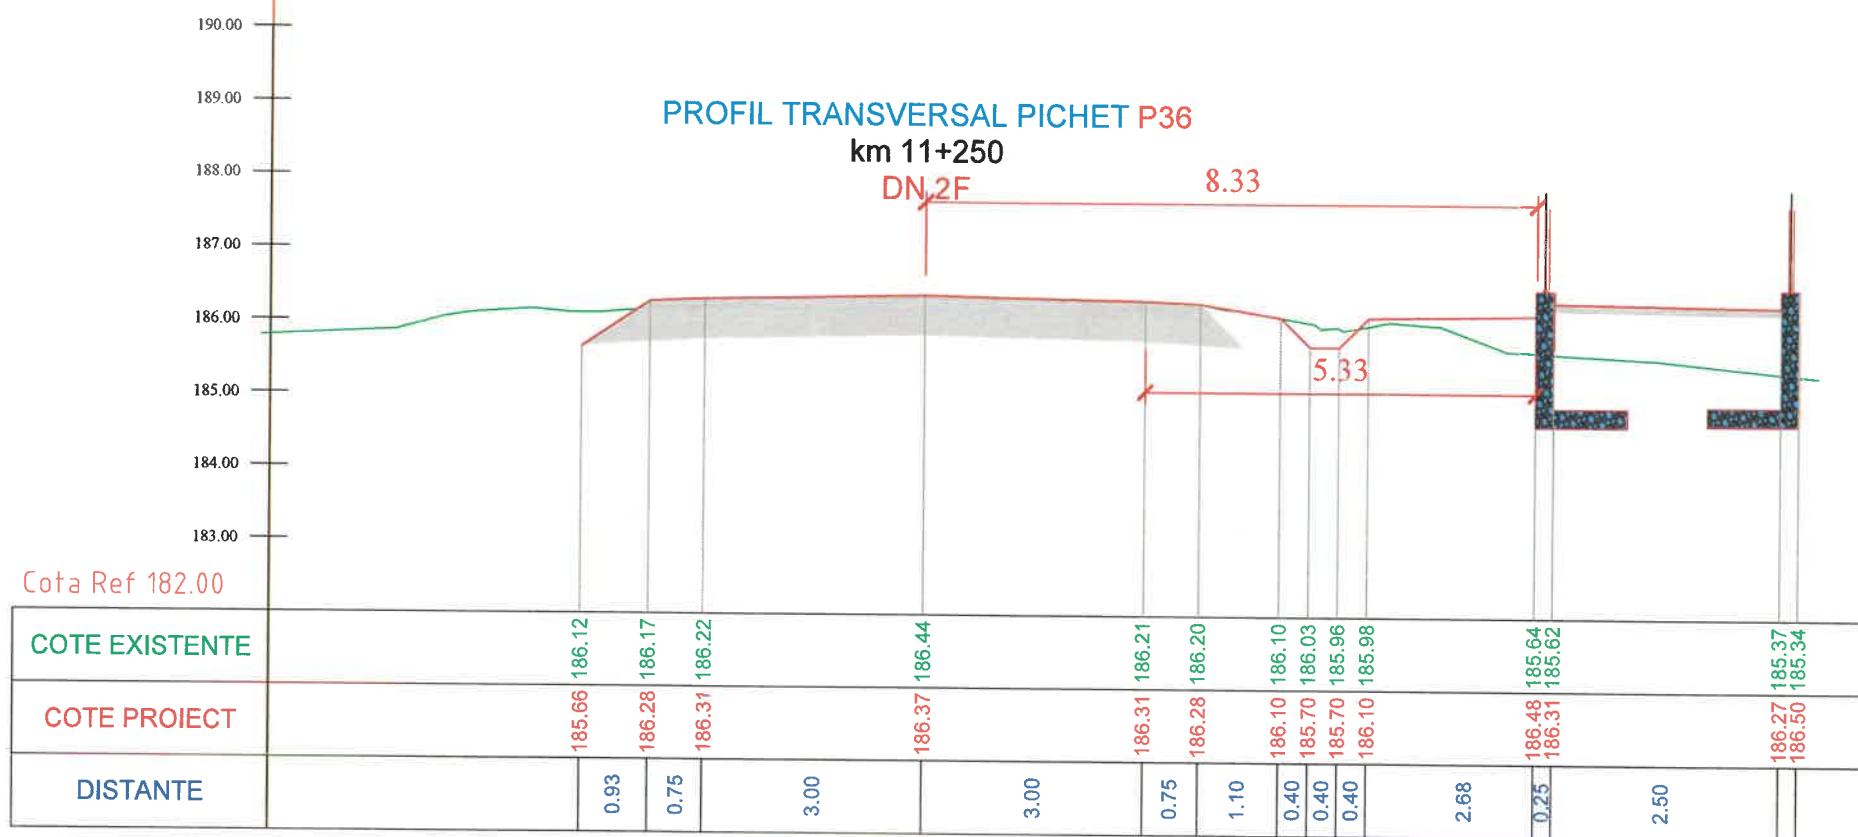 190.00
189.00
PROFIL TRANSVERSAL PICHET P36
km 11+250
188.00
DN 2F
8.33
187.00
186.00
5.33
185.00
184.00
183.00
Cota Ref 182.00
COTE EXISTENTE 186.12 186.17 186.22 186.44 186.21 186.20 186.10 186.03 185.96 185.98 185.64 185.62 185.37 185.34
COTE PROIECT 185.66 186.28 186.31 186.37 186.31 186.28 186.10 185.70 185.70 186.10 186.48 186.31 186.27 186.50
DISTANTE 0.93 0.75 3.00 3.00 0.75 1.10 0.40 0.40 0.40 2.68 0.25 2.50